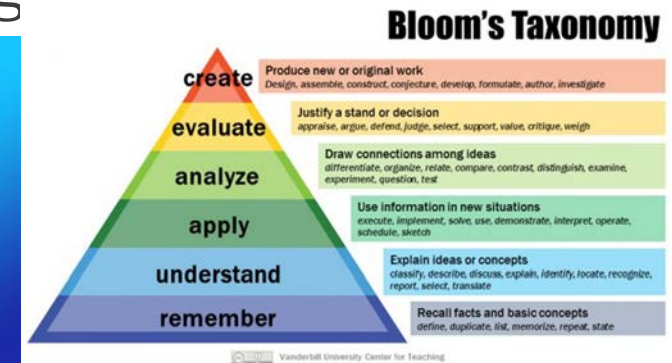 Bloom's Taxonomy
create
Produce new or original work
Design, assemble, construct, conjecture, develop, formulate, author, investigate
evaluate
Justify a stand or decision
appraise, argue, defend, judge, select, support, value, critique, weigh
analyze
Draw connections among ideas
differentiate, organize, relate, compare, contrast, distinguish, examine,
experiment, question, test
apply
Use information in new situations
execute, implement, solve, use, demonstrate, interpret, operate,
schedule, sketch
understand
Explain ideas or concepts
classify, describe, discuss, explain, identify, locate, recognize,
report, select, translate
remember
Recall facts and basic concepts
define, duplicate, list, memorize, repeat, state
Vanderbilt University Center for Teaching